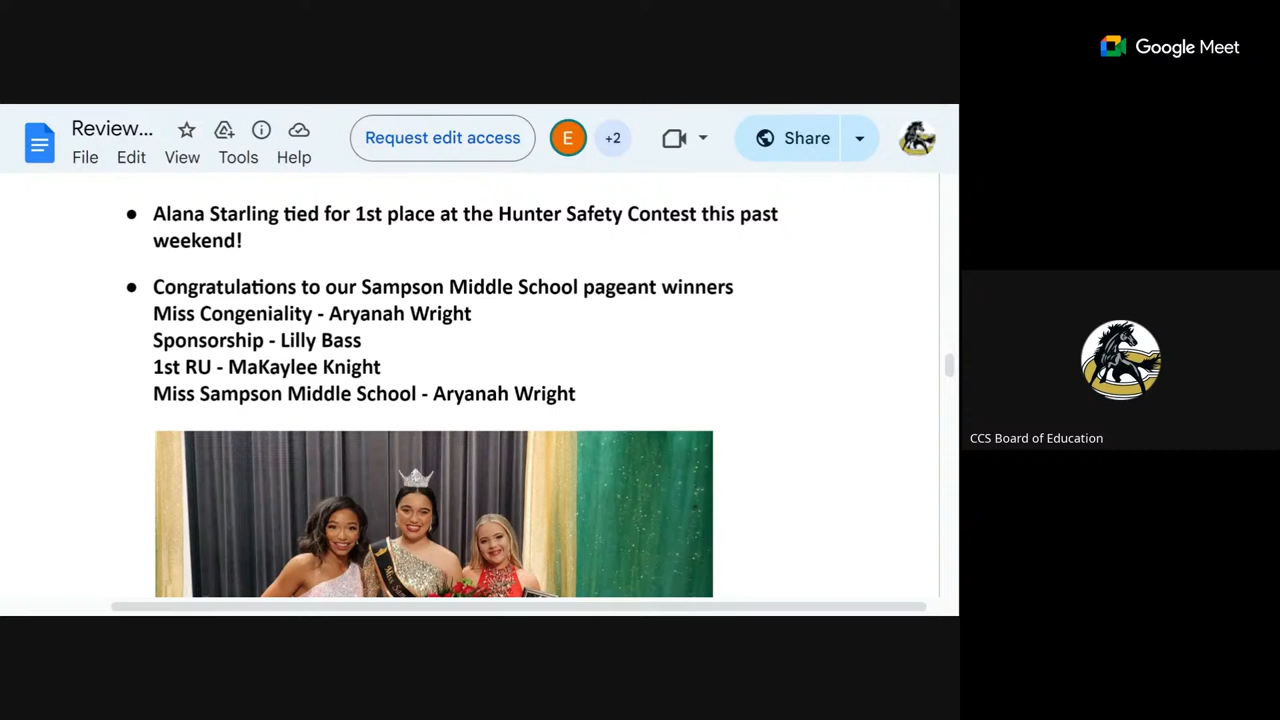 Google Meet
Review...
Request edit access
E
+2
Share
File Edit View Tools Help
● Alana Starling tied for 1st place at the Hunter Safety Contest this past
weekend!
● Congratulations to our Sampson Middle School pageant winners
Miss Congeniality - Aryanah Wright
Sponsorship - Lilly Bass
1st RU - MaKaylee Knight
Miss Sampson Middle School - Aryanah Wright
CCS Board of Education